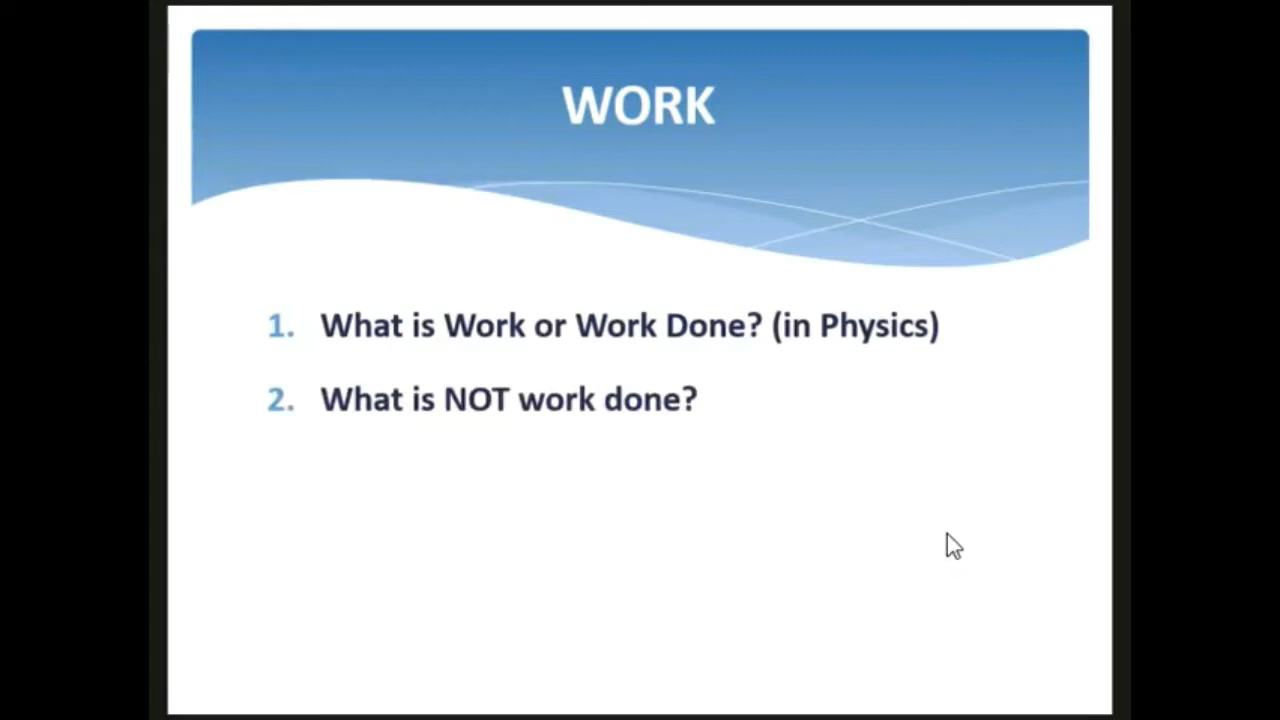 WORK
1. What is Work or Work Done? (in Physics)
2. What is NOT work done?